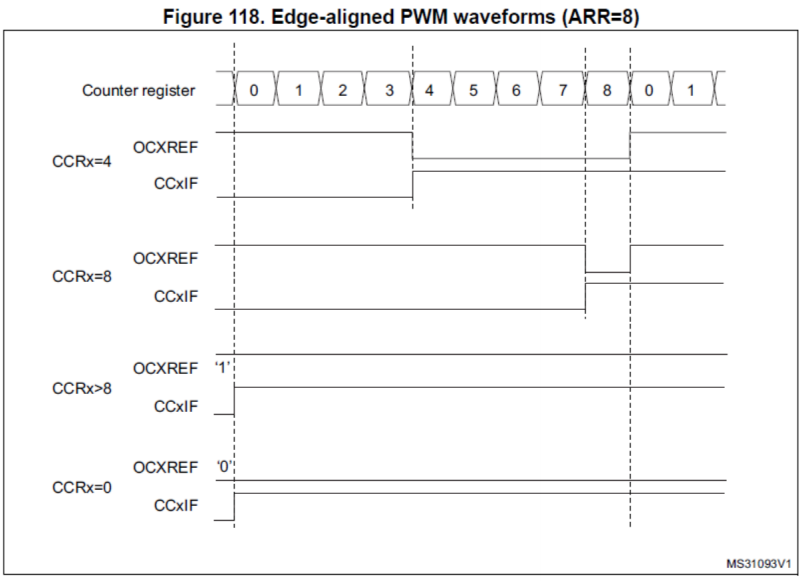 Figure 118. Edge-aligned PWM waveforms (ARR=8)
Counter register 0 1 2 3 4 5 6 7 8 0 1
OCXREF
CCRx=4
CCxIF
OCXREF
CCRx=8
CCxIF
OCXREF '1'
CCRx>8
CCxIF
OCXREF '0'
CCRx=0
CCxIF
MS31093V1